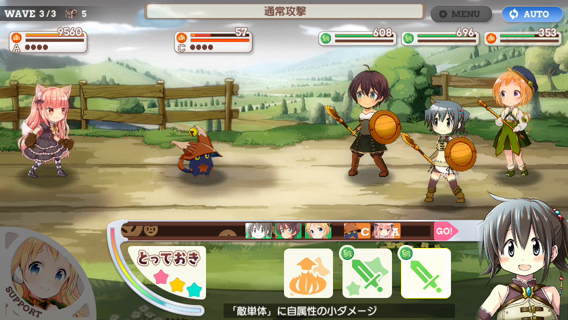 WAVE 3/3 5
通常攻撃
MENU
AUTO
9560
A
57
C
608
696
353
C A GO!
SUPPORT
とっておき
「敵単体」に自属性の小ダメージ